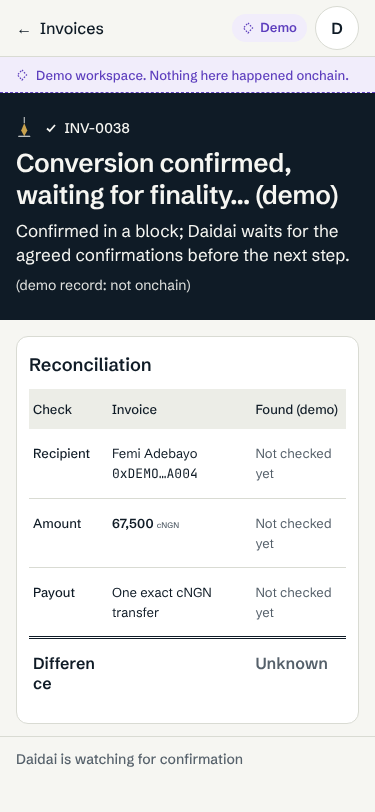 ← Invoices
Demo
D
Demo workspace. Nothing here happened onchain.
✓ INV-0038
Conversion confirmed,
waiting for finality... (demo)
Confirmed in a block; Daidai waits for the
agreed confirmations before the next step.
(demo record: not onchain)
Reconciliation
Check Invoice Found (demo)
Recipient Femi Adebayo Not checked
0xDEMO…A004 yet
Amount 67,500 cNGN Not checked
yet
Payout One exact cNGN Not checked
transfer yet
Differen Unknown
ce
Daidai is watching for confirmation